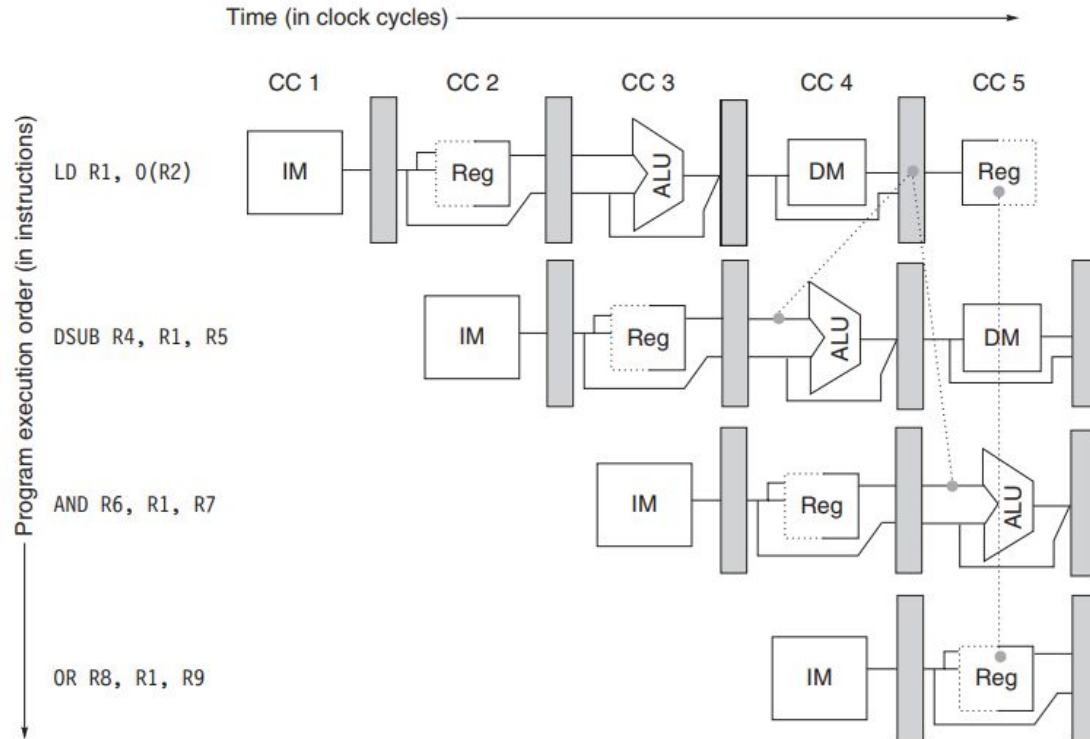 Time (in clock cycles)
CC 1 CC 2 CC 3 CC 4 CC 5
Program execution order (in instructions)
LD R1, 0(R2) IM Reg ALU DM Reg
DSUB R4, R1, R5 IM Reg ALU DM
AND R6, R1, R7 IM Reg ALU
OR R8, R1, R9 IM Reg